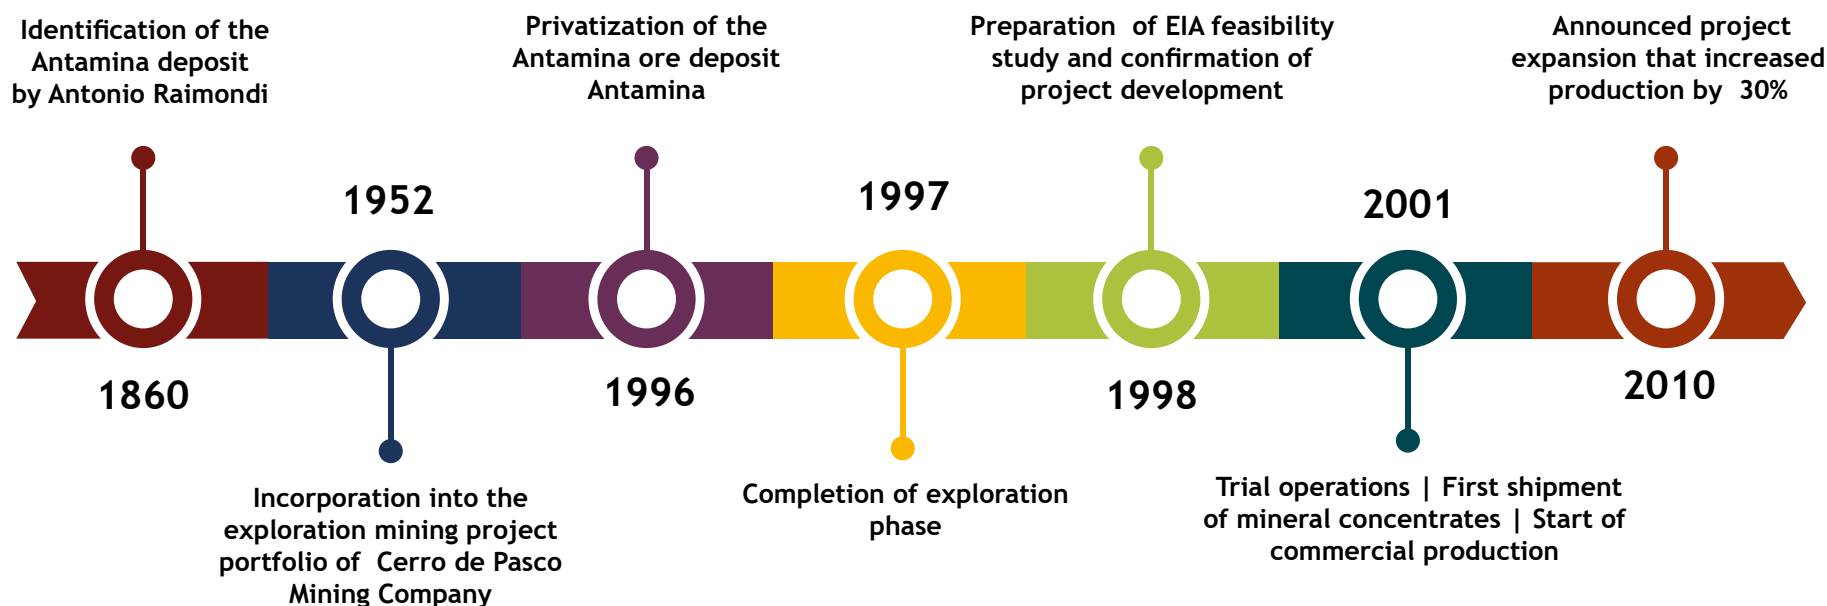 Identification of the
Antamina deposit
by Antonio Raimondi
1860
1952
Incorporation into the
exploration mining project
portfolio of  Cerro de Pasco
Mining Company
Privatization of the
Antamina ore deposit
Antamina
1996
1997
Completion of exploration
phase
Preparation  of EIA feasibility
study and confirmation of
project development
1998
2001
Trial operations | First shipment
of mineral concentrates | Start of
commercial production
Announced project
expansion that increased
production by  30%
2010